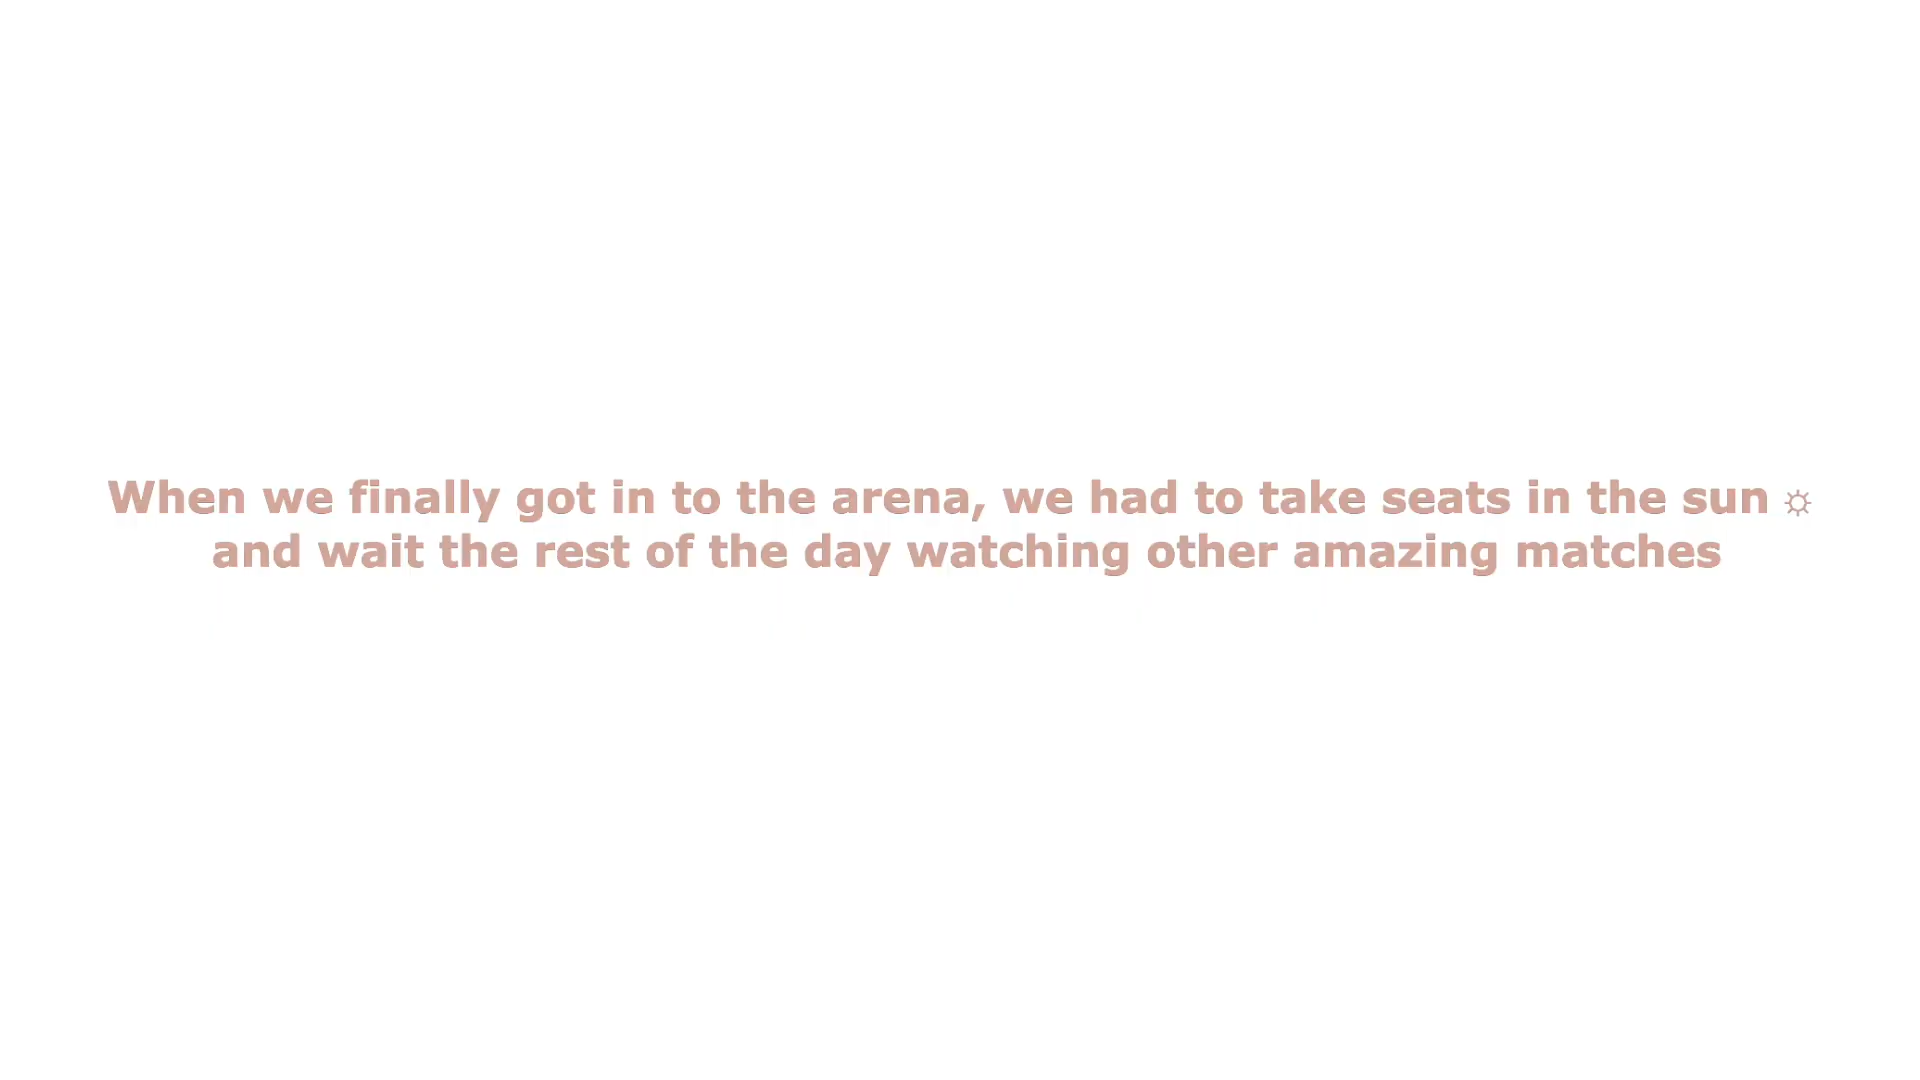 When we finally got in to the arena, we had to take seats in the sun ☼
and wait the rest of the day watching other amazing matches